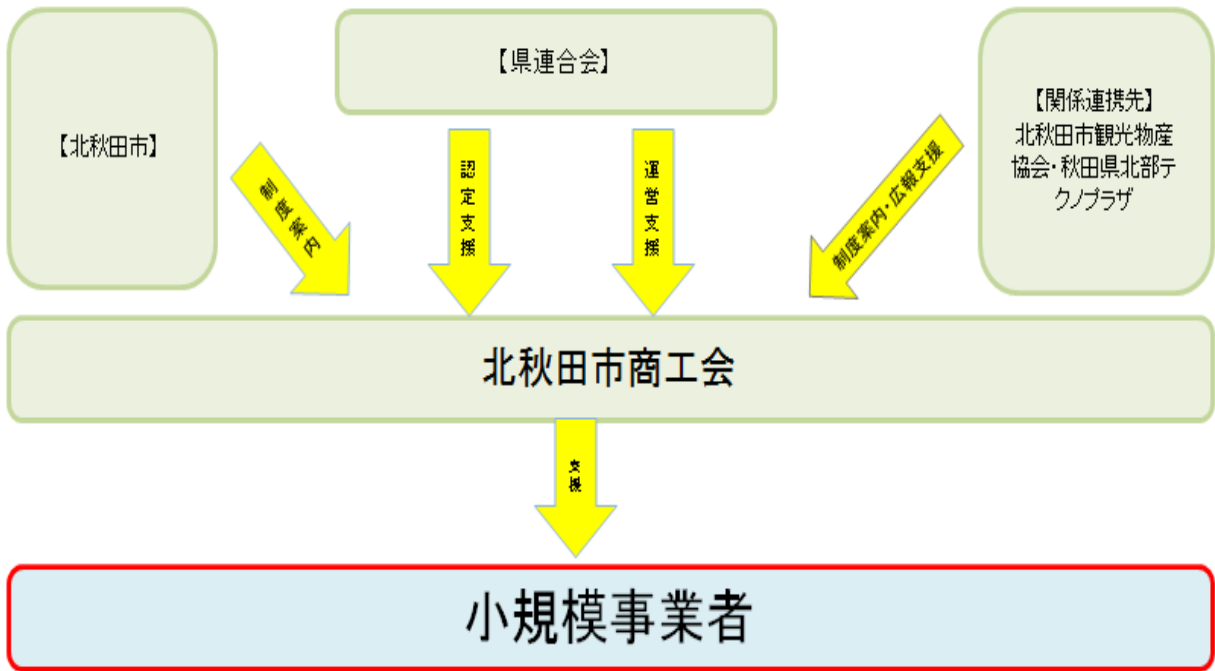 【北秋田市】
【県連合会】
【関係連携先】
北秋田市観光物産
協会・秋田県北部テ
クノプラザ
制度案内
認定支援
運営支援
制度案内・広報支援
北秋田市商工会
支援
小規模事業者